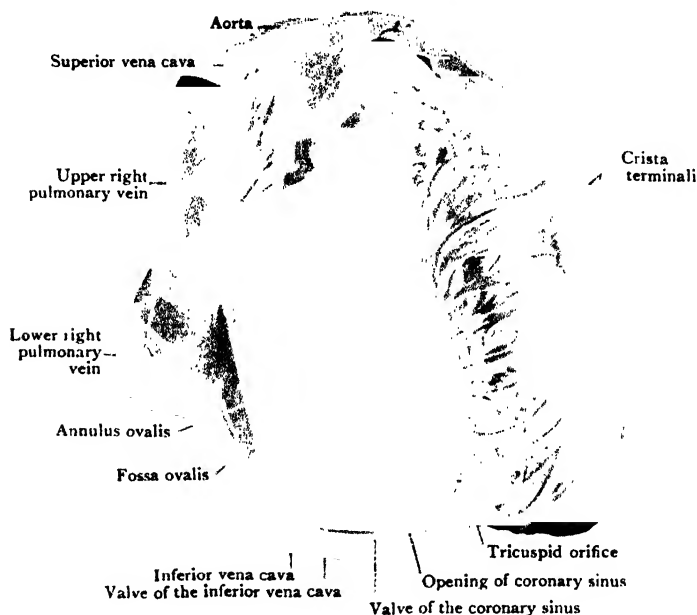 Aorta
Superior vena cava
Upper right
pulmonary vein
Crista
terminali
Lower right
pulmonary
vein
Annulus ovalis
Fossa ovalis
Tricuspid orifice
Inferior vena cava
Opening of coronary sinus
Valve of the inferior vena cava
Valve of the coronary sinus